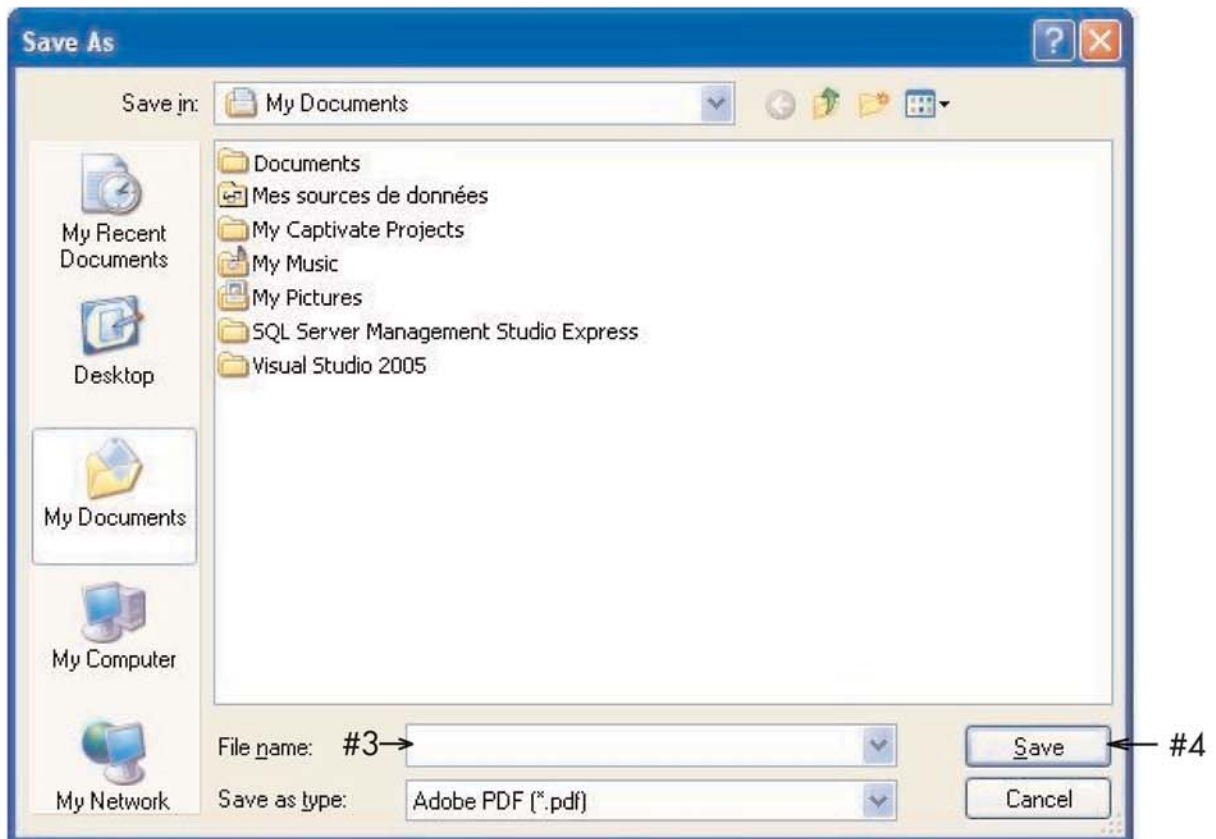 Save As
Save in: My Documents
My Recent
Documents
Desktop
My Documents
My Computer
My Network
Documents
Mes sources de données
My Captivate Projects
My Music
My Pictures
SQL Server Management Studio Express
Visual Studio 2005
File name: #3
Save #4
Save as type: Adobe PDF (*.pdf)
Cancel